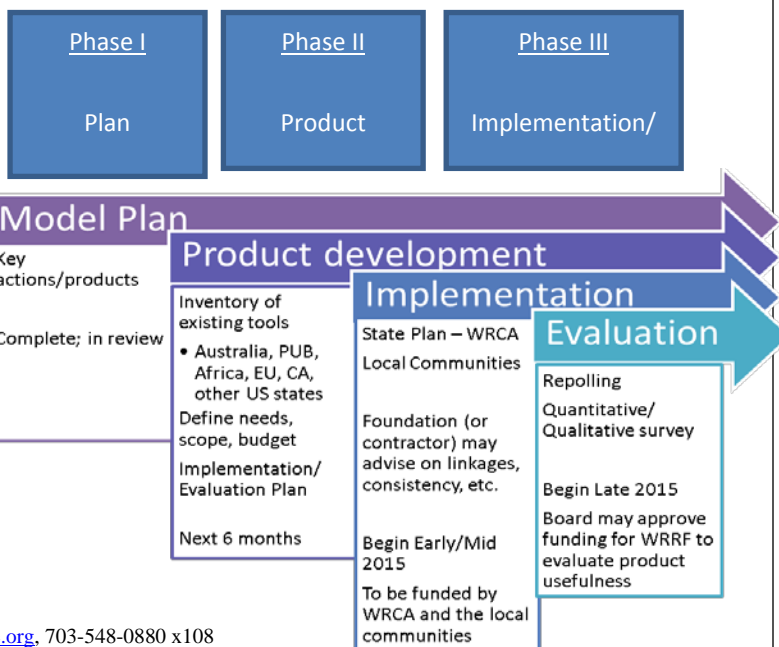 Phase I
Plan
Phase II
Product
Phase III
Implementation/
Model Plan
Key
actions/products
Complete; in review
Product development
Inventory of
existing tools
• Australia, PUB,
Africa, EU, CA,
other US states
Define needs,
scope, budget
Implementation/
Evaluation Plan
Next 6 months
Implementation
State Plan – WRCA
Local Communities
Foundation (or
contractor) may
advise on linkages,
consistency, etc.
Begin Early/Mid
2015
To be funded by
WRCA and the local
communities
Evaluation
Repolling
Quantitative/
Qualitative survey
Begin Late 2015
Board may approve
funding for WRRF to
evaluate product
usefulness
.org, 703-548-0880 x108